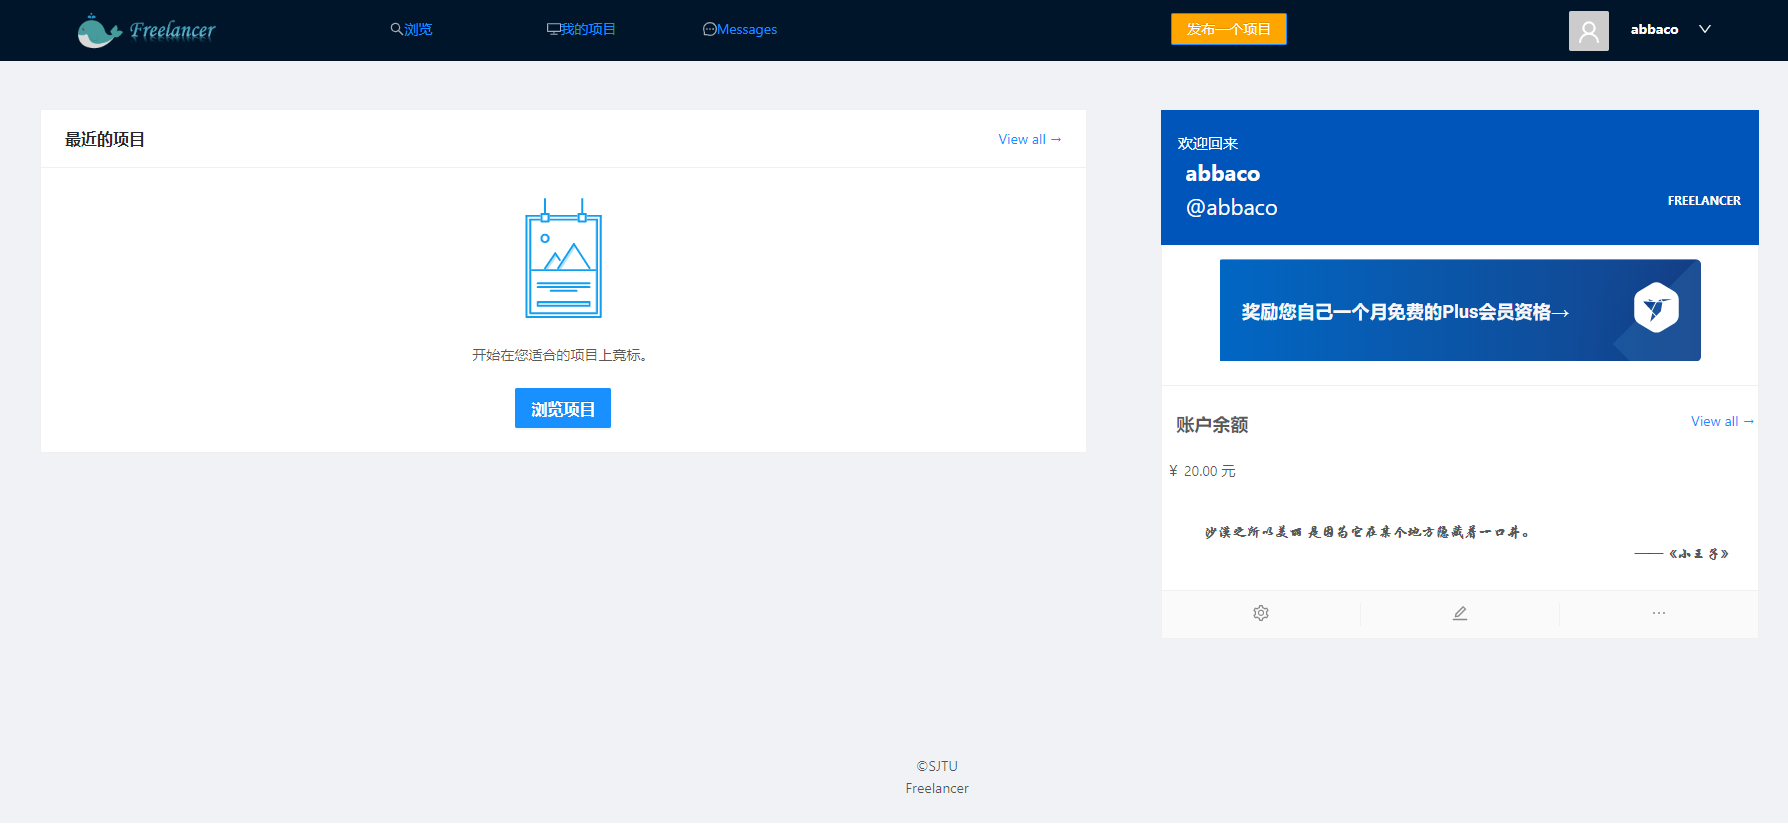 Freelancer
浏览
我的项目
Messages
发布一个项目
abbaco
最近的项目
View all →
开始在您适合的项目上竞标。
浏览项目
欢迎回来
abbaco
@abbaco
FREELANCER
奖励您自己一个月免费的Plus会员资格→
账户余额
View all →
¥ 20.00 元
沙漠之所以美丽 是因为它在某个地方隐藏着一口井。
——《小王子》
©SJTU
Freelancer